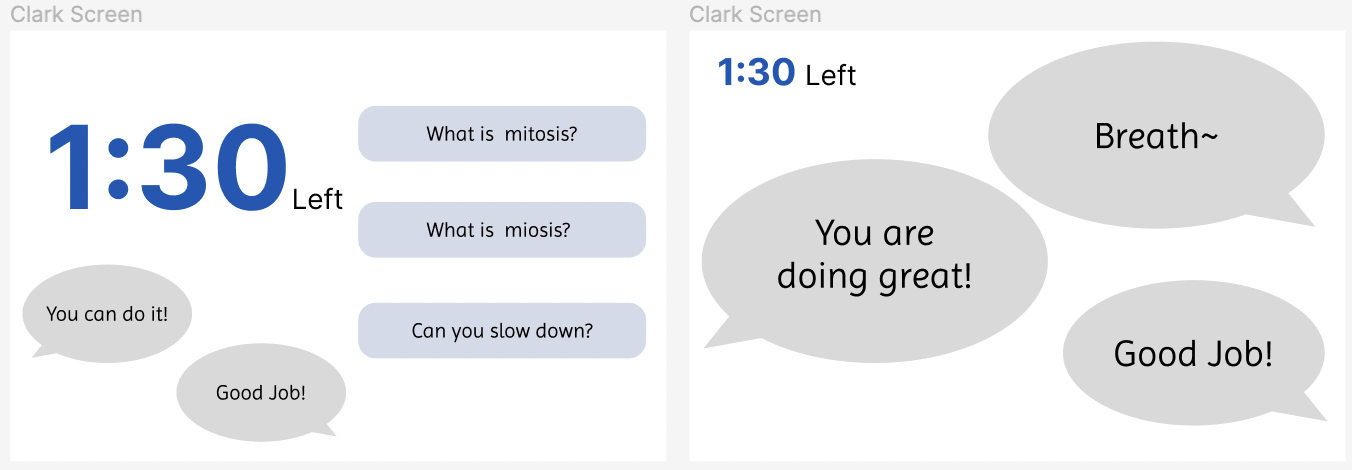 Clark Screen
1:30 Left
What is mitosis?
What is miosis?
Can you slow down?
You can do it!
Good Job!
Clark Screen
1:30 Left
Breath~
You are
doing great!
Good Job!